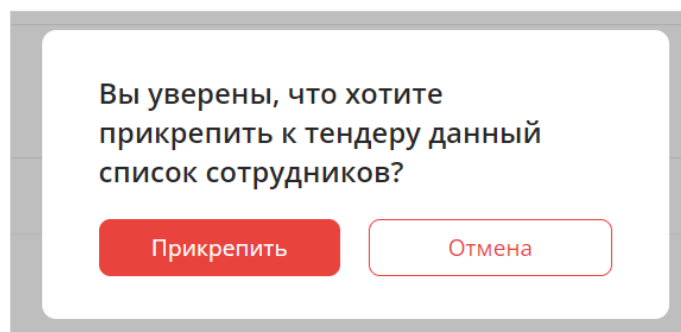 Вы уверены, что хотите
прикрепить к тендеру данный
список сотрудников?
Прикрепить
Отмена